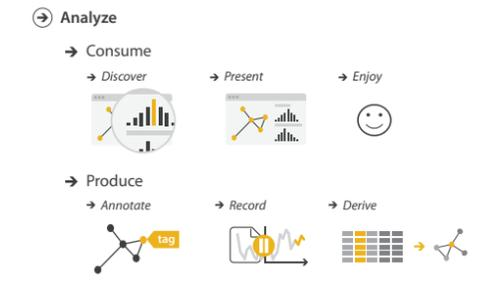 Analyze
Consume
Discover
Present
Enjoy
Produce
Annotate
Record
Derive
tag